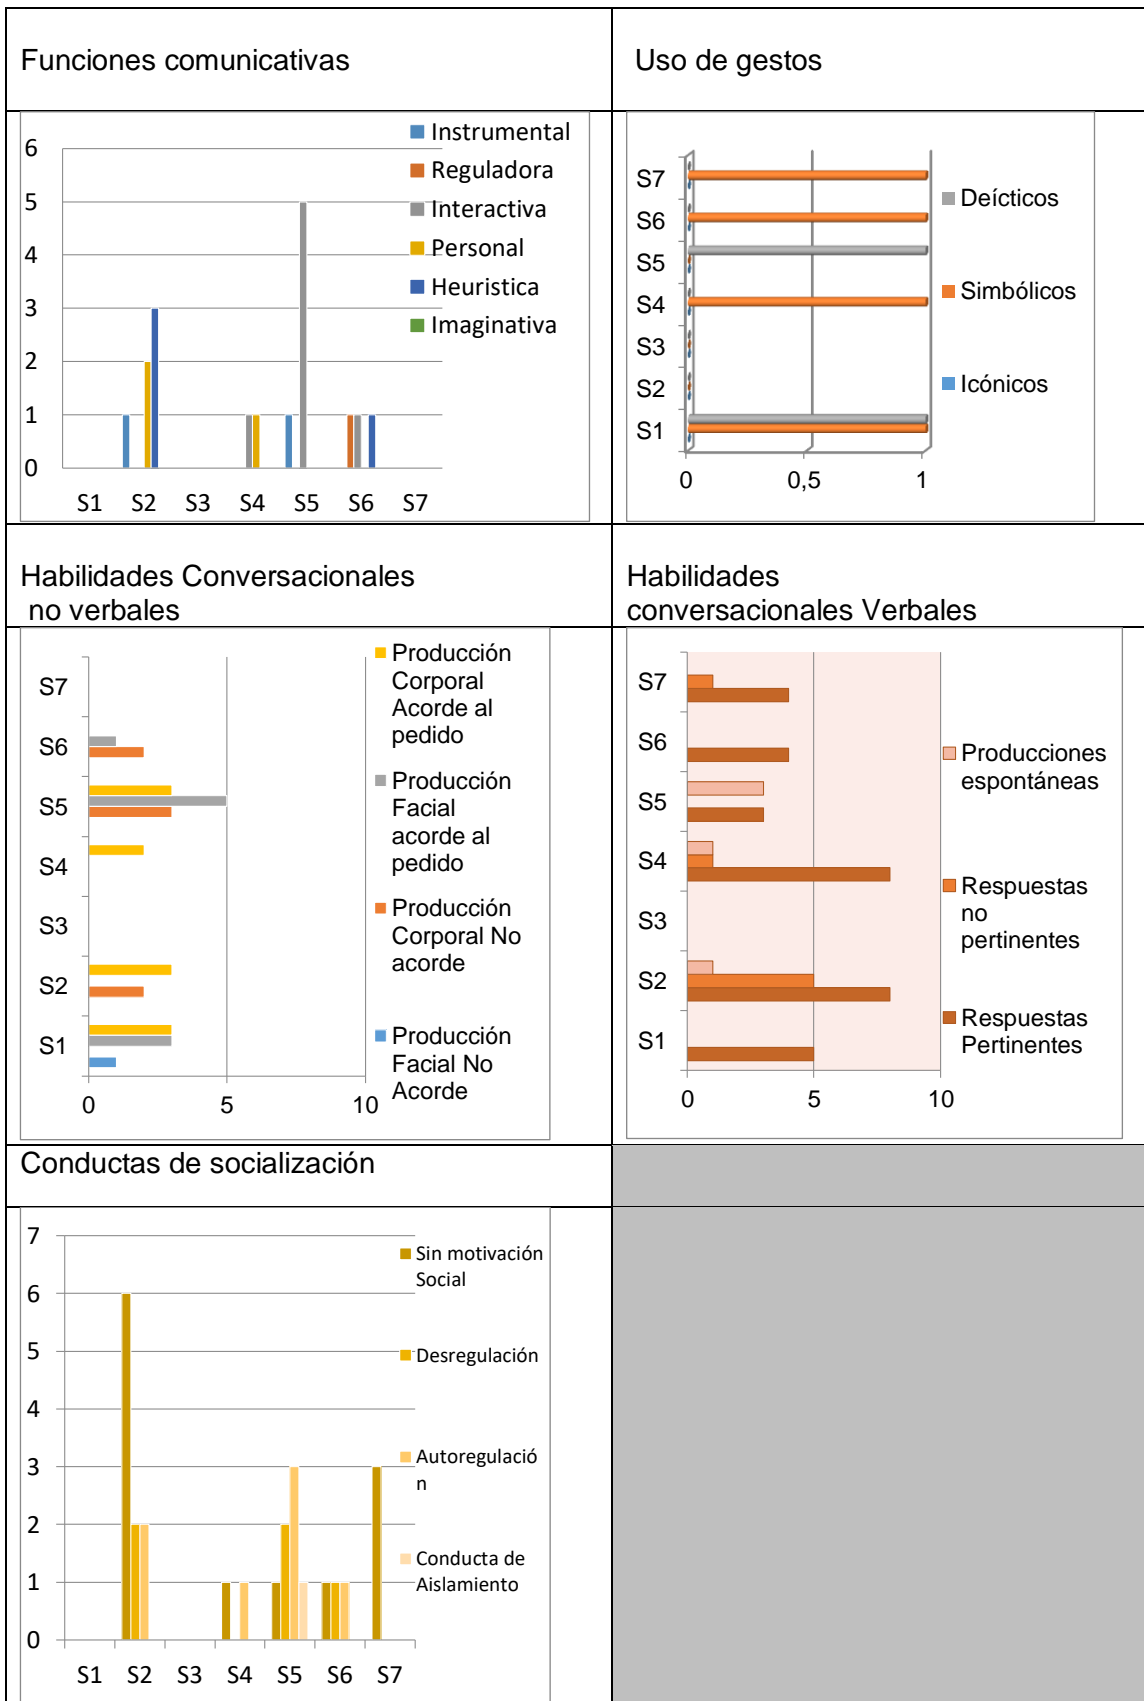 Funciones comunicativas
Uso de gestos
6
5
4
3
2
1
0
S1 S2 S3 S4 S5 S6 S7
Instrumental
Reguladora
Interactiva
Personal
Heuristica
Imaginativa
S7
S6
S5
S4
S3
S2
S1
0 0,5 1
Deícticos
Simbólicos
Icónicos
Habilidades Conversacionales
no verbales
Habilidades
conversacionales Verbales
S7
S6
S5
S4
S3
S2
S1
0 5 10
Producción
Corporal
Acorde al
pedido
Producción
Facial
acorde al
pedido
Producción
Corporal No
acorde
Producción
Facial No
Acorde
S7
S6
S5
S4
S3
S2
S1
0 5 10
Producciones
espontáneas
Respuestas
no
pertinentes
Respuestas
Pertinentes
Conductas de socialización
7
6
5
4
3
2
1
0
S1 S2 S3 S4 S5 S6 S7
Sin motivación
Social
Desregulación
Autoregulació
n
Conducta de
Aislamiento